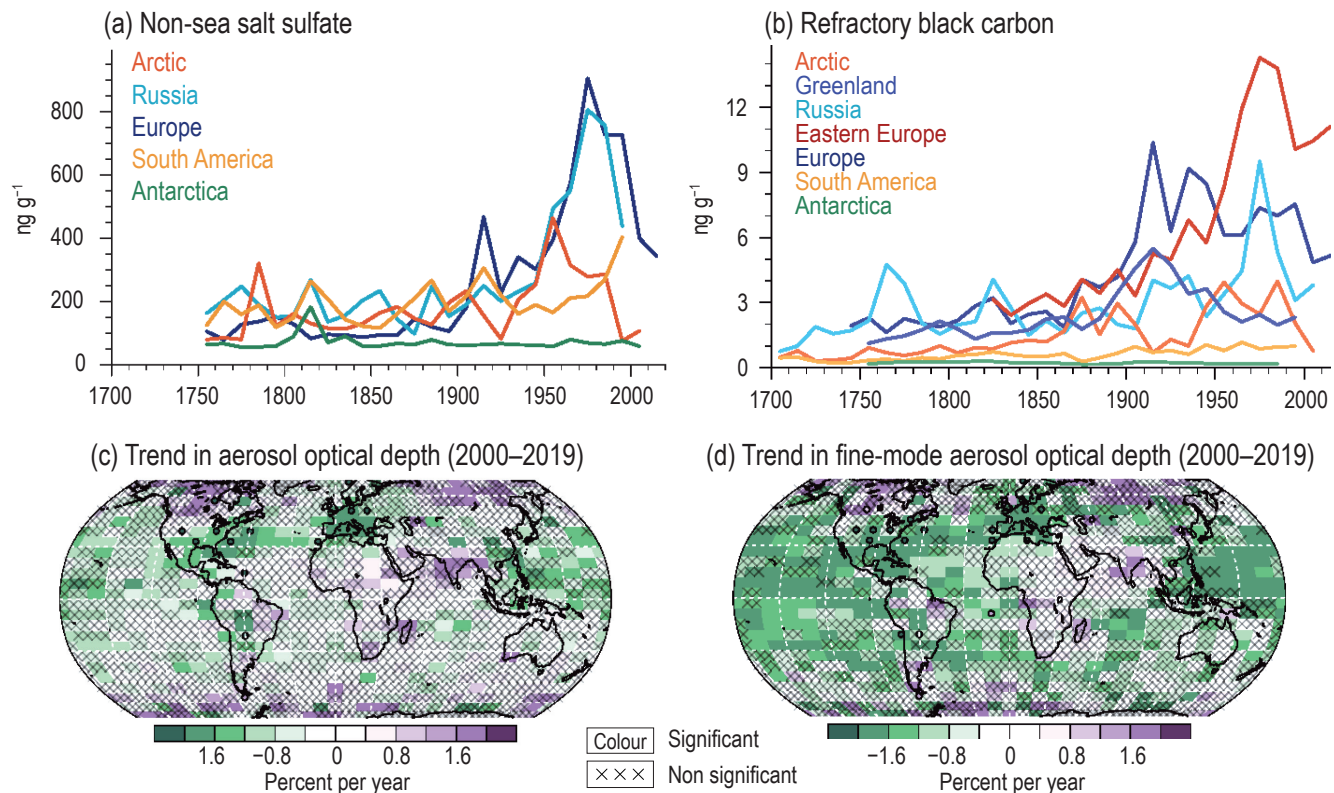 (a) Non-sea salt sulfate
Arctic
Russia
Europe
South America
Antarctica
ng g⁻¹
800
600
400
200
0
1700 1750 1800 1850 1900 1950 2000
(b) Refractory black carbon
Arctic
Greenland
Russia
Eastern Europe
Europe
South America
Antarctica
ng g⁻¹
12
9
6
3
0
1700 1750 1800 1850 1900 1950 2000
(c) Trend in aerosol optical depth (2000–2019)
1.6 −0.8 0 0.8 1.6
Percent per year
Colour Significant
Non significant
(d) Trend in fine-mode aerosol optical depth (2000–2019)
−1.6 −0.8 0 0.8 1.6
Percent per year